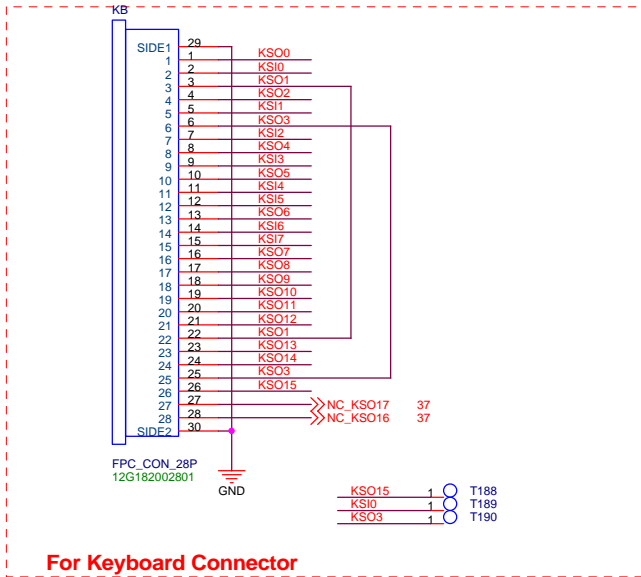 KB
SIDE1 29
1 1 KSO0
2 2 KSI0
3 3 KSO1
4 4 KSO2
5 5 KSI1
6 6 KSO3
7 7 KSI2
8 8 KSO4
9 9 KSI3
10 10 KSO5
11 11 KSI4
12 12 KSI5
13 13 KSO6
14 14 KSI6
15 15 KSI7
16 16 KSO7
17 17 KSO8
18 18 KSO9
19 19 KSO10
20 20 KSO11
21 21 KSO12
22 22 KSO1
23 23 KSO13
24 24 KSO14
25 25 KSO3
26 26 KSO15
27 27 NC_KSO17 37
28 28 NC_KSO16 37
SIDE2 30
FPC_CON_28P
12G182002801
GND
KSO15 1 T188
KSI0 1 T189
KSO3 1 T190
For Keyboard Connector